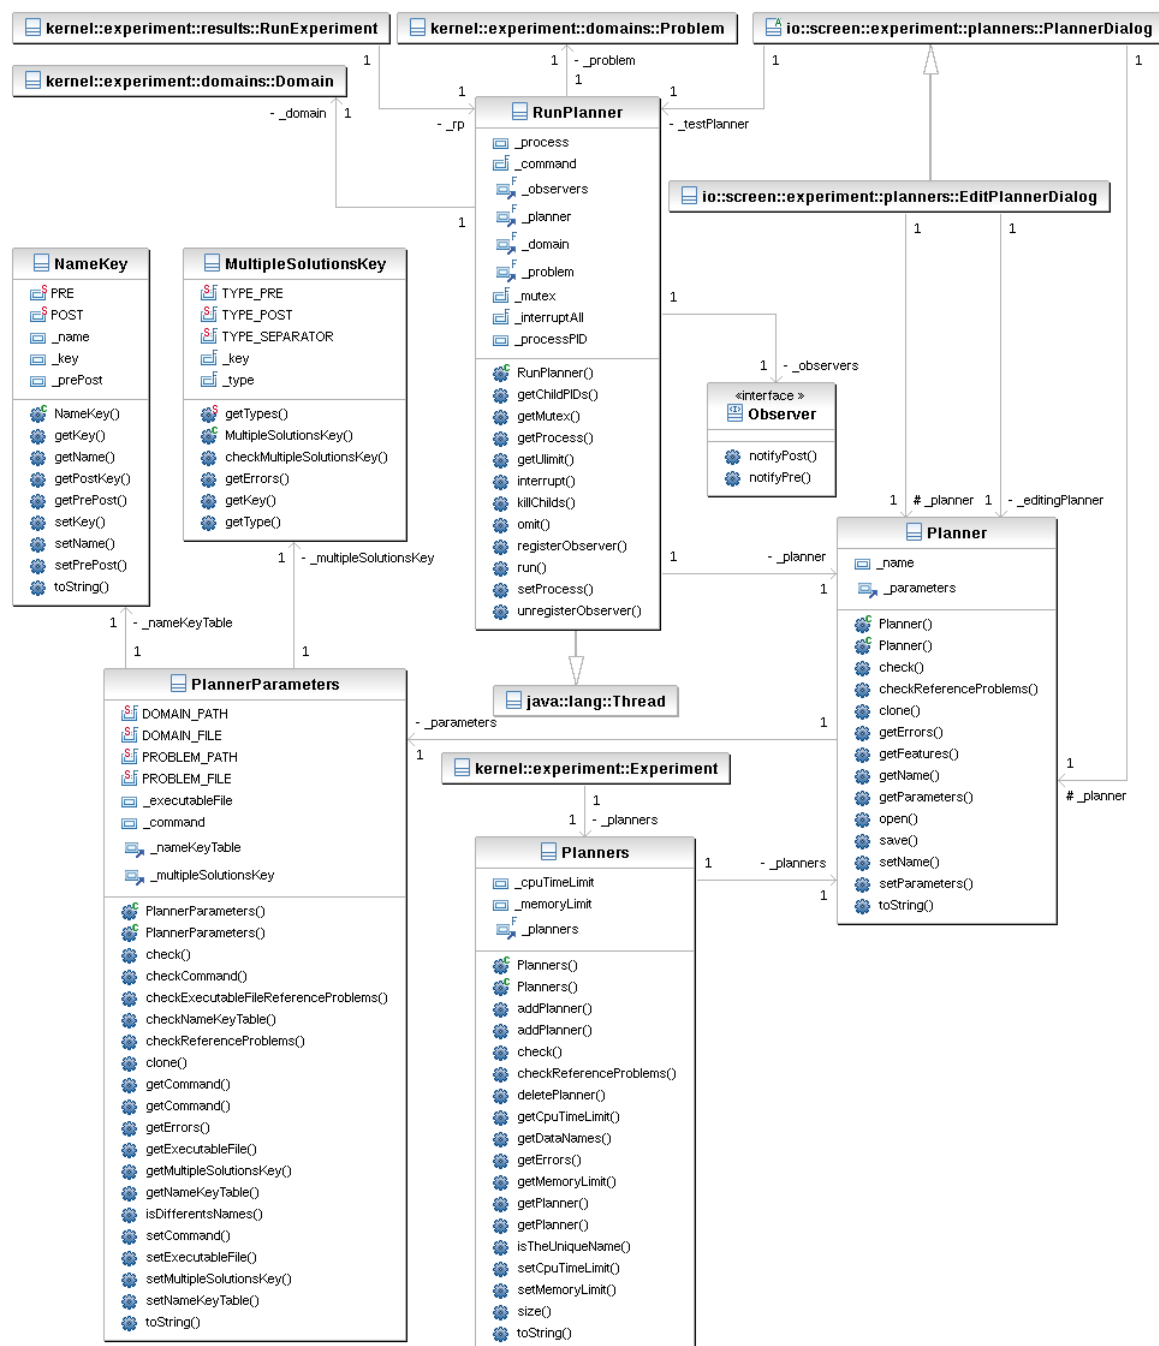 kernel::experiment::results::RunExperiment
kernel::experiment::domains::Problem
io::screen::experiment::planners::PlannerDialog
1
1
- _problem
1
1
1
kernel::experiment::domains::Domain
- _domain
1
1
- _rp
1
- _testPlanner
RunPlanner
_process
_command
_observers
_planner
_domain
_problem
_mutex
_interruptAll
_processPID
RunPlanner()
getChildPIDs()
getMutex()
getProcess()
getUlimit()
interrupt()
killChilds()
omit()
registerObserver()
run()
setProcess()
unregisterObserver()
1
io::screen::experiment::planners::EditPlannerDialog
1
1
NameKey
PRE
POST
_name
_key
_prePost
NameKey()
getKey()
getName()
getPostKey()
getPrePost()
setKey()
setName()
setPrePost()
toString()
MultipleSolutionsKey
TYPE_PRE
TYPE_POST
TYPE_SEPARATOR
_key
_type
getTypes()
MultipleSolutionsKey()
checkMultipleSolutionsKey()
getErrors()
getKey()
getType()
1
1
- _observers
«interface »
Observer
notifyPost()
notifyPre()
1
# _planner
1
- _editingPlanner
Planner
_name
_parameters
Planner()
Planner()
check()
checkReferenceProblems()
clone()
getErrors()
getFeatures()
getName()
getParameters()
open()
save()
setName()
setParameters()
toString()
1
- _planner
1
1
- _multipleSolutionsKey
1
- _nameKeyTable
1
1
PlannerParameters
DOMAIN_PATH
DOMAIN_FILE
PROBLEM_PATH
PROBLEM_FILE
_executableFile
_command
_nameKeyTable
_multipleSolutionsKey
PlannerParameters()
PlannerParameters()
check()
checkCommand()
checkExecutableFileReferenceProblems()
checkNameKeyTable()
checkReferenceProblems()
clone()
getCommand()
getCommand()
getErrors()
getExecutableFile()
getMultipleSolutionsKey()
getNameKeyTable()
isDifferentsNames()
setCommand()
setExecutableFile()
setMultipleSolutionsKey()
setNameKeyTable()
toString()
java::lang::Thread
- _parameters
1
1
1
# _planner
kernel::experiment::Experiment
1
1
- _planners
Planners
_cpuTimeLimit
_memoryLimit
_planners
Planners()
Planners()
addPlanner()
addPlanner()
check()
checkReferenceProblems()
deletePlanner()
getCpuTimeLimit()
getDataNames()
getErrors()
getMemoryLimit()
getPlanner()
getPlanner()
isTheUniqueName()
setCpuTimeLimit()
setMemoryLimit()
size()
toString()
1
- _planners
1